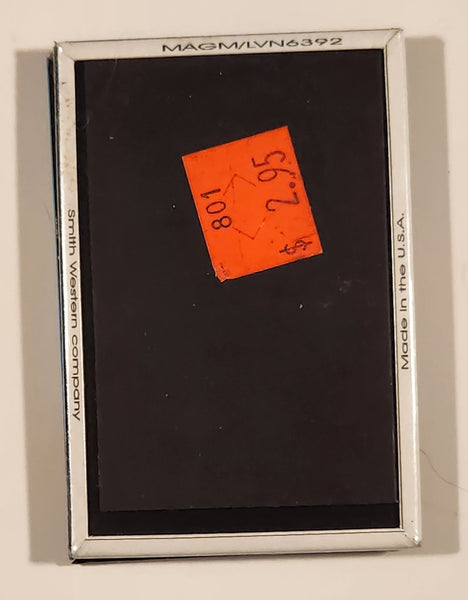 MAGM/LVN6392
801
$ 2.95
Smith Western company
Made in the U.S.A.